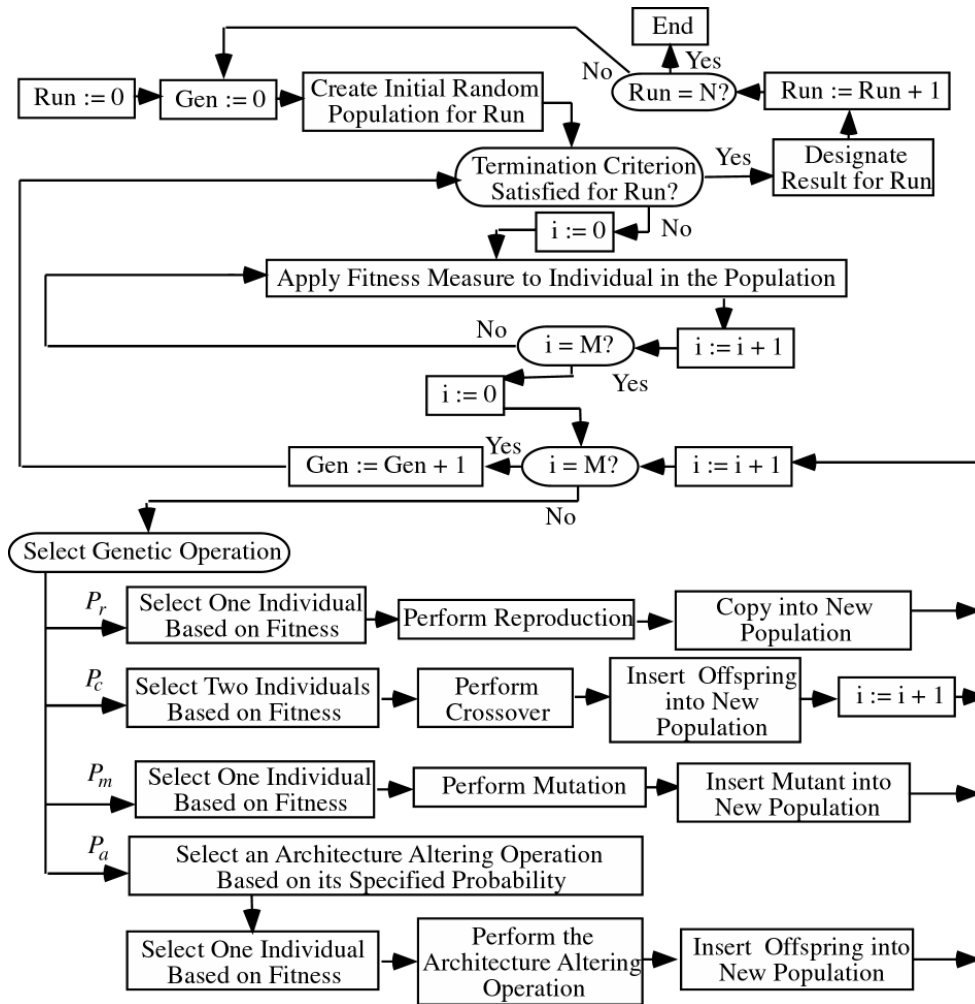 End
No
Yes
Run := 0
Gen := 0
Create Initial Random
Population for Run
Run = N?
Run := Run + 1
Termination Criterion
Satisfied for Run?
Yes
Designate
Result for Run
i := 0
No
Apply Fitness Measure to Individual in the Population
No
i = M?
i := i + 1
i := 0
Yes
Gen := Gen + 1
Yes
i = M?
i := i + 1
No
Select Genetic Operation
P_r
Select One Individual
Based on Fitness
Perform Reproduction
Copy into New
Population
P_c
Select Two Individuals
Based on Fitness
Perform
Crossover
Insert Offspring
into New
Population
i := i + 1
P_m
Select One Individual
Based on Fitness
Perform Mutation
Insert Mutant into
New Population
P_a
Select an Architecture Altering Operation
Based on its Specified Probability
Select One Individual
Based on Fitness
Perform the
Architecture Altering
Operation
Insert Offspring into
New Population